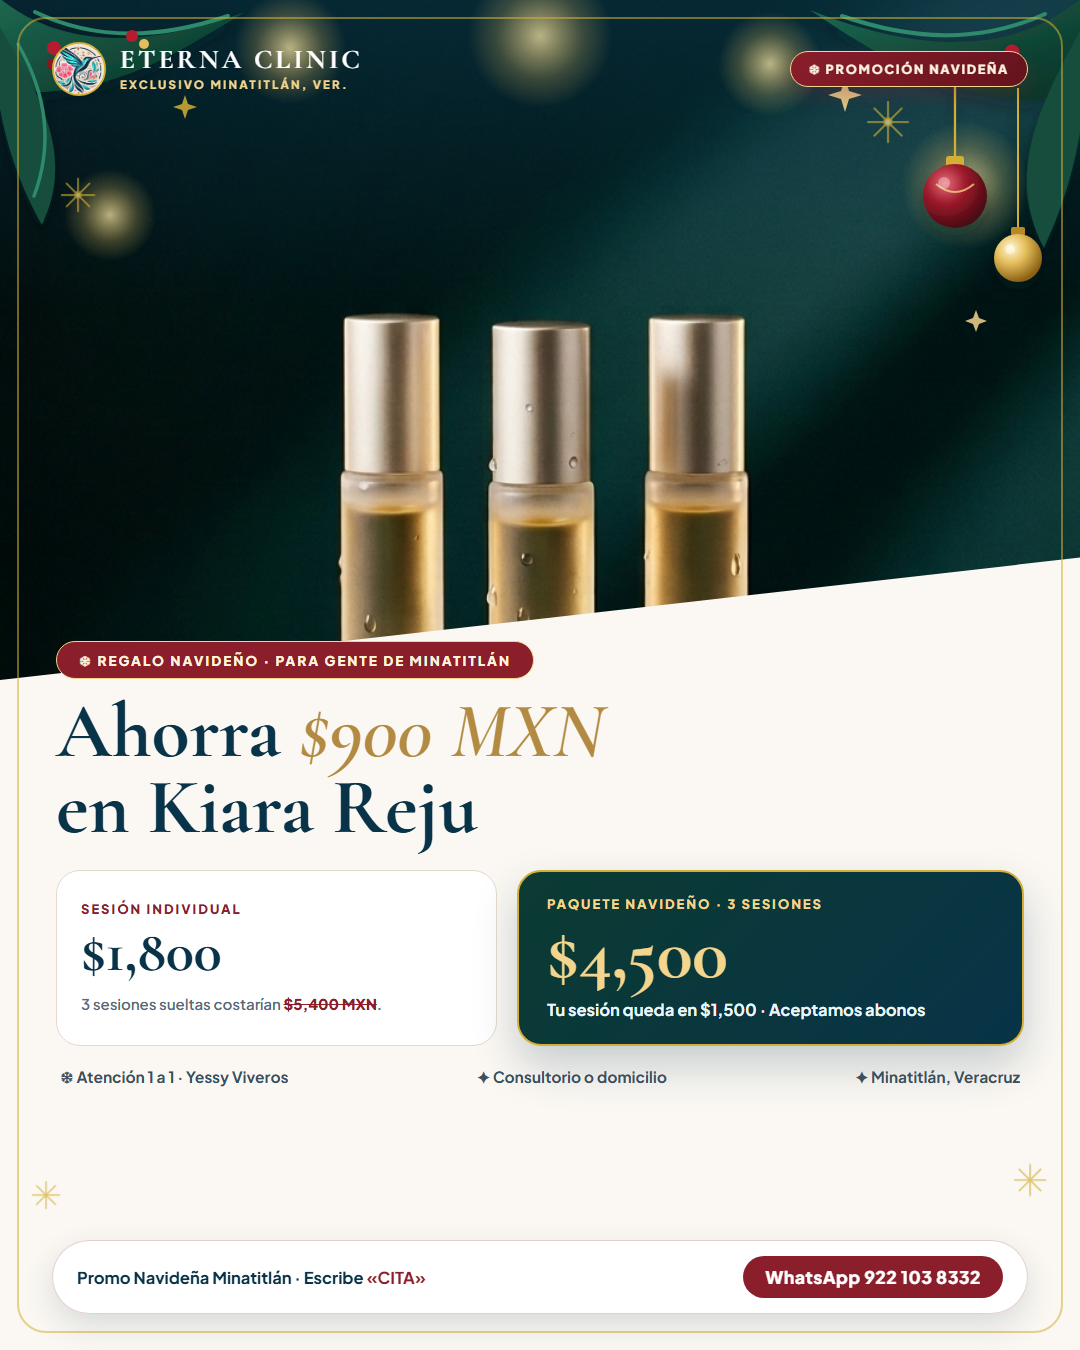 ETERNA CLINIC
EXCLUSIVO MINATITLÁN, VER.
❄ PROMOCIÓN NAVIDEÑA
❄ REGALO NAVIDEÑO · PARA GENTE DE MINATITLÁN
Ahorra $900 MXN
en Kiara Reju
SESIÓN INDIVIDUAL
$1,800
3 sesiones sueltas costarían $5,400 MXN.
PAQUETE NAVIDEÑO · 3 SESIONES
$4,500
Tu sesión queda en $1,500 · Aceptamos abonos
❄ Atención 1 a 1 · Yessy Viveros
✦ Consultorio o domicilio
✦ Minatitlán, Veracruz
Promo Navideña Minatitlán · Escribe «CITA»
WhatsApp 922 103 8332